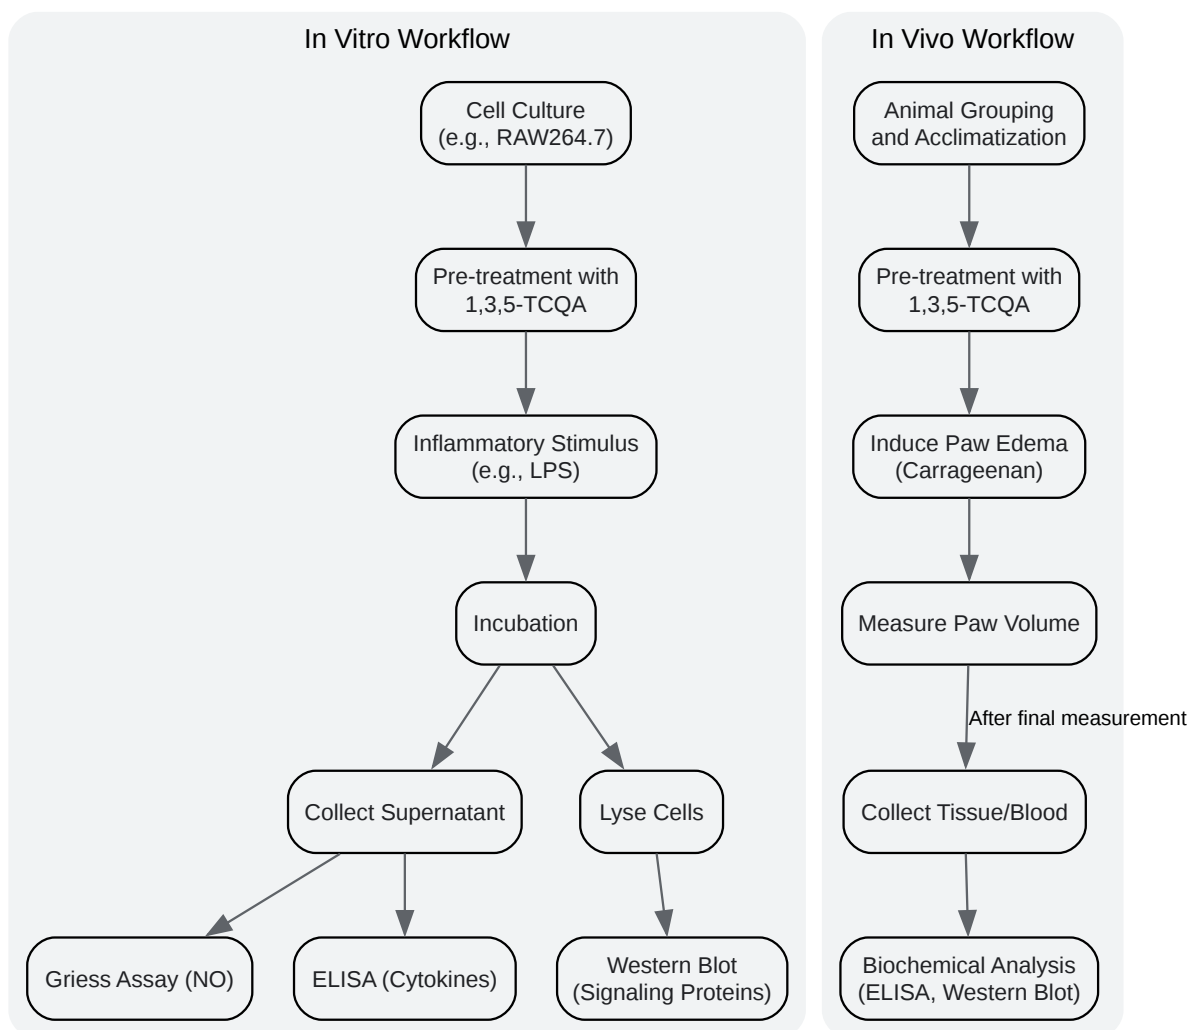 In Vitro Workflow
Cell Culture
(e.g., RAW264.7)
Pre-treatment with
1,3,5-TCQA
Inflammatory Stimulus
(e.g., LPS)
Incubation
Collect Supernatant
Lyse Cells
Griess Assay (NO)
ELISA (Cytokines)
Western Blot
(Signaling Proteins)
In Vivo Workflow
Animal Grouping
and Acclimatization
Pre-treatment with
1,3,5-TCQA
Induce Paw Edema
(Carrageenan)
Measure Paw Volume
After final measurement
Collect Tissue/Blood
Biochemical Analysis
(ELISA, Western Blot)